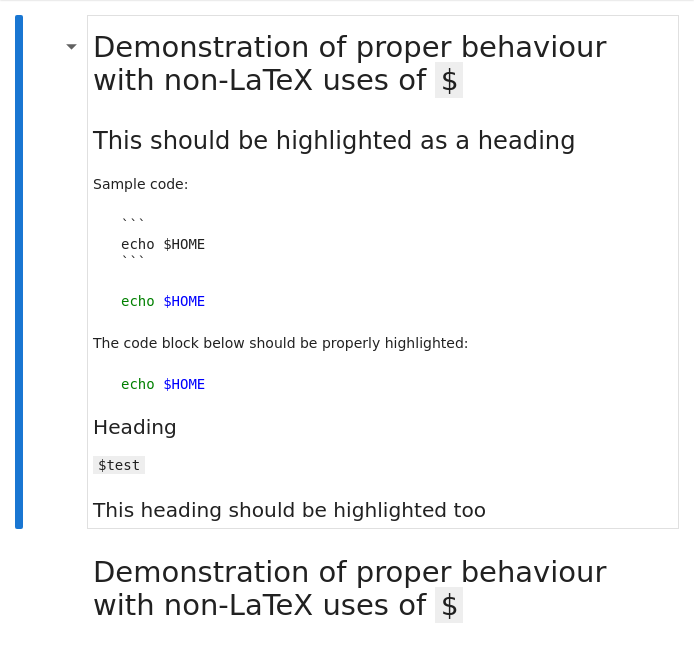 Demonstration of proper behaviour
with non-LaTeX uses of $
This should be highlighted as a heading
Sample code:
```
echo $HOME
```
echo $HOME
The code block below should be properly highlighted:
echo $HOME
Heading
$test
This heading should be highlighted too
Demonstration of proper behaviour
with non-LaTeX uses of $